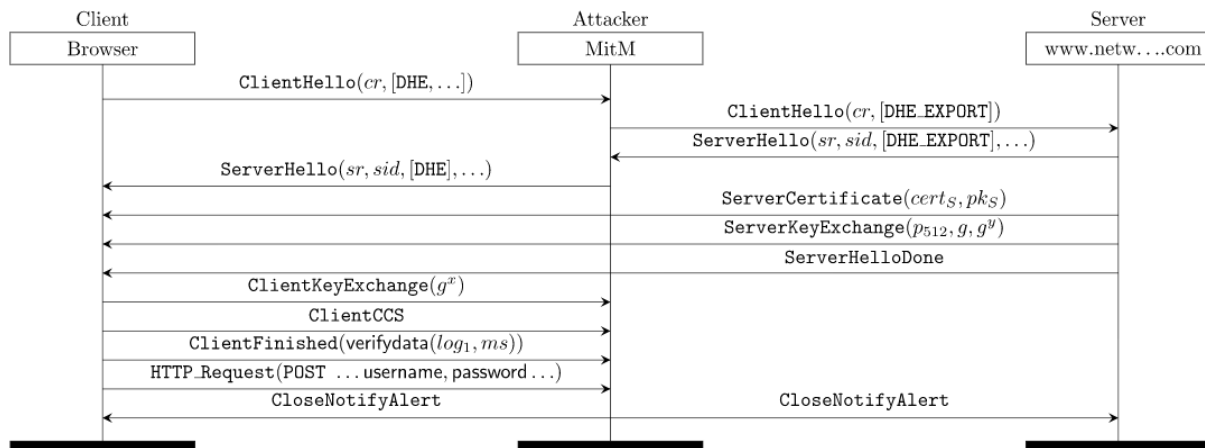 Client Attacker Server
Browser MitM www.netw. . . .com
ClientHello(cr, [DHE, . . .])
ClientHello(cr, [DHE_EXPORT])
ServerHello(sr, sid, [DHE_EXPORT], . . .)
ServerHello(sr, sid, [DHE], . . .)
ServerCertificate(cert_S, pk_S)
ServerKeyExchange(p_512, g, g^y)
ServerHelloDone
ClientKeyExchange(g^x)
ClientCCS
ClientFinished(verifydata(log_1, ms))
HTTP_Request(POST . . . username, password . . .)
CloseNotifyAlert CloseNotifyAlert